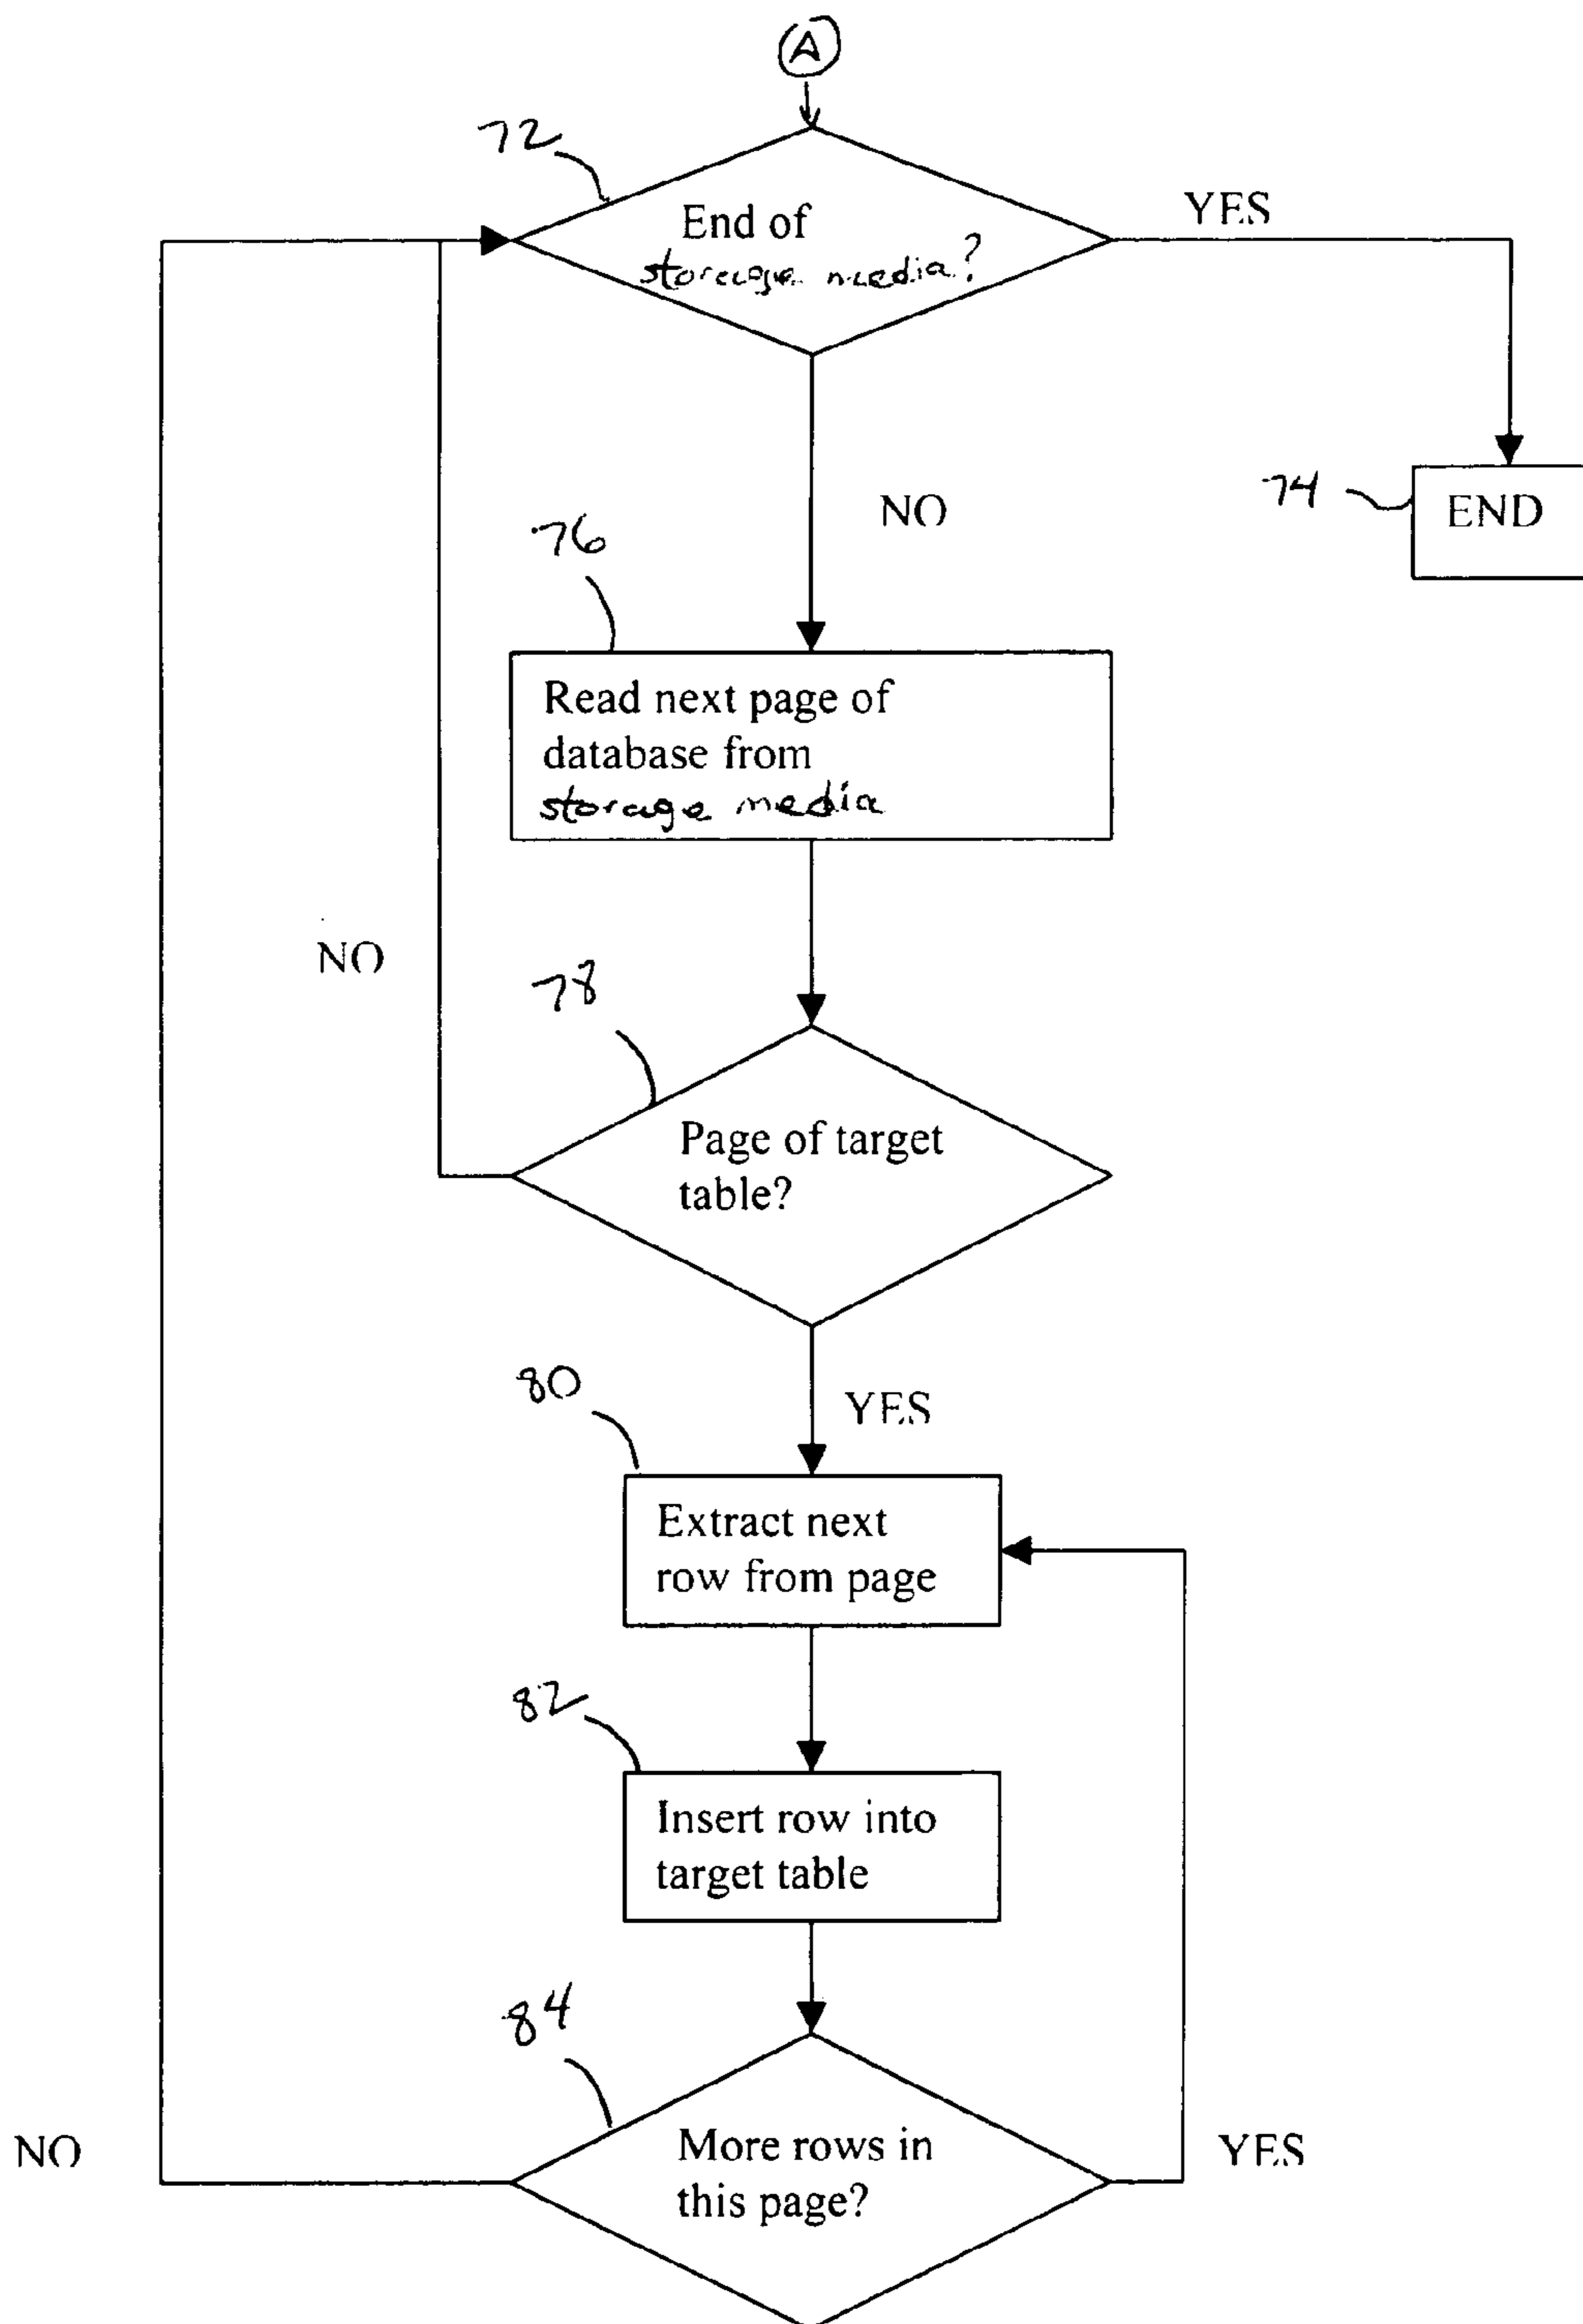 A
72
End of
storage media?
YES
74
END
NO
76
Read next page of
database from
storage media
NO
78
Page of target
table?
80
YES
Extract next
row from page
82
Insert row into
target table
84
NO
More rows in
this page?
YES